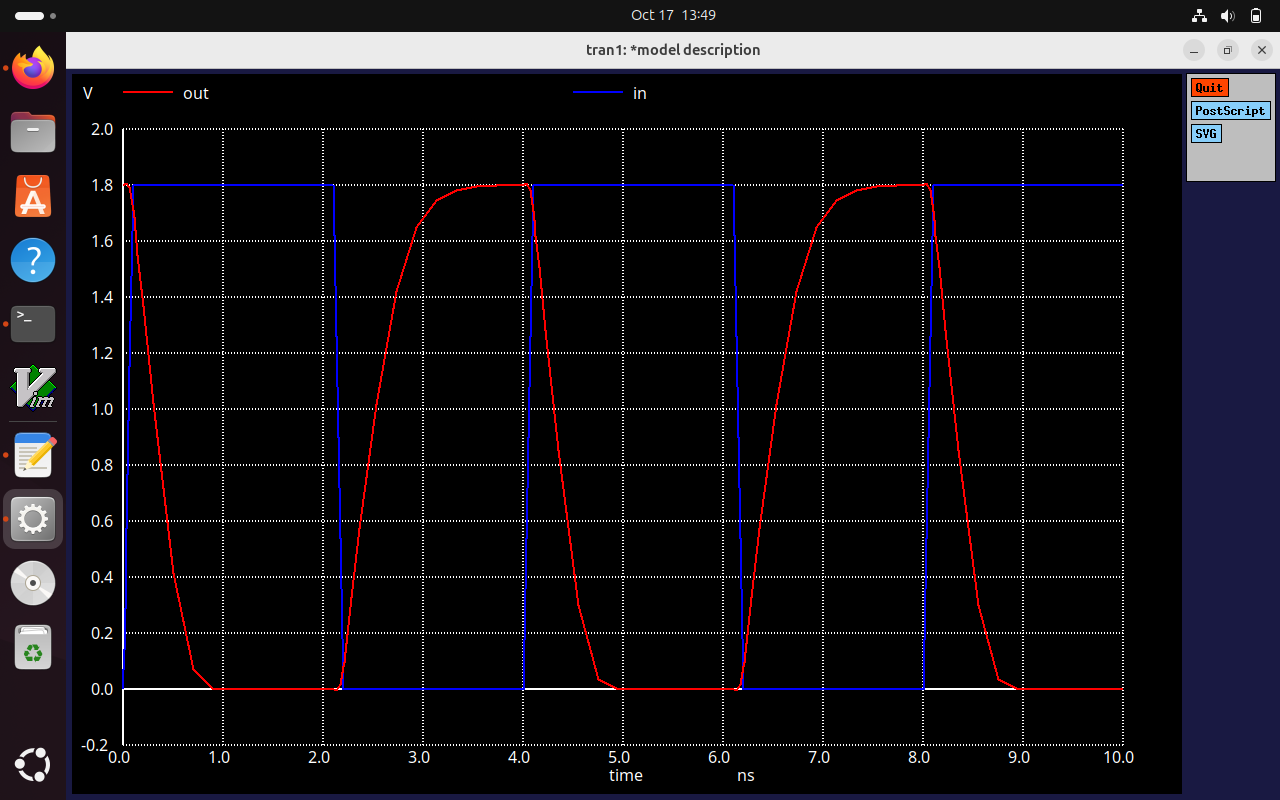 Oct 17 13:49
tran1: *model description
V out in
Quit
PostScript
SVG
2.0
1.8
1.6
1.4
1.2
1.0
0.8
0.6
0.4
0.2
0.0
-0.2
0.0 1.0 2.0 3.0 4.0 5.0 6.0 7.0 8.0 9.0 10.0
time ns
>_
Vim